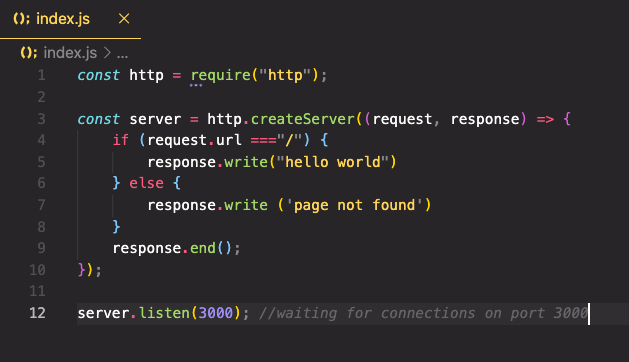 index.js
index.js > ...
1 const http = require("http");
2
3 const server = http.createServer((request, response) => {
4     if (request.url ==="/") {
5         response.write("hello world")
6     } else {
7         response.write ('page not found')
8     }
9     response.end();
10 });
11
12 server.listen(3000); //waiting for connections on port 3000